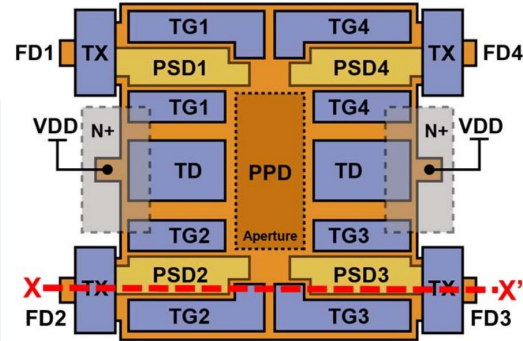 TG1 TG4
FD1 TX TX FD4
PSD1 PSD4
TG1 TG4
VDD N+ N+ VDD
TD PPD TD
TG2 Aperture TG3
PSD2 PSD3
X TX TX X'
FD2 TG2 TG3 FD3